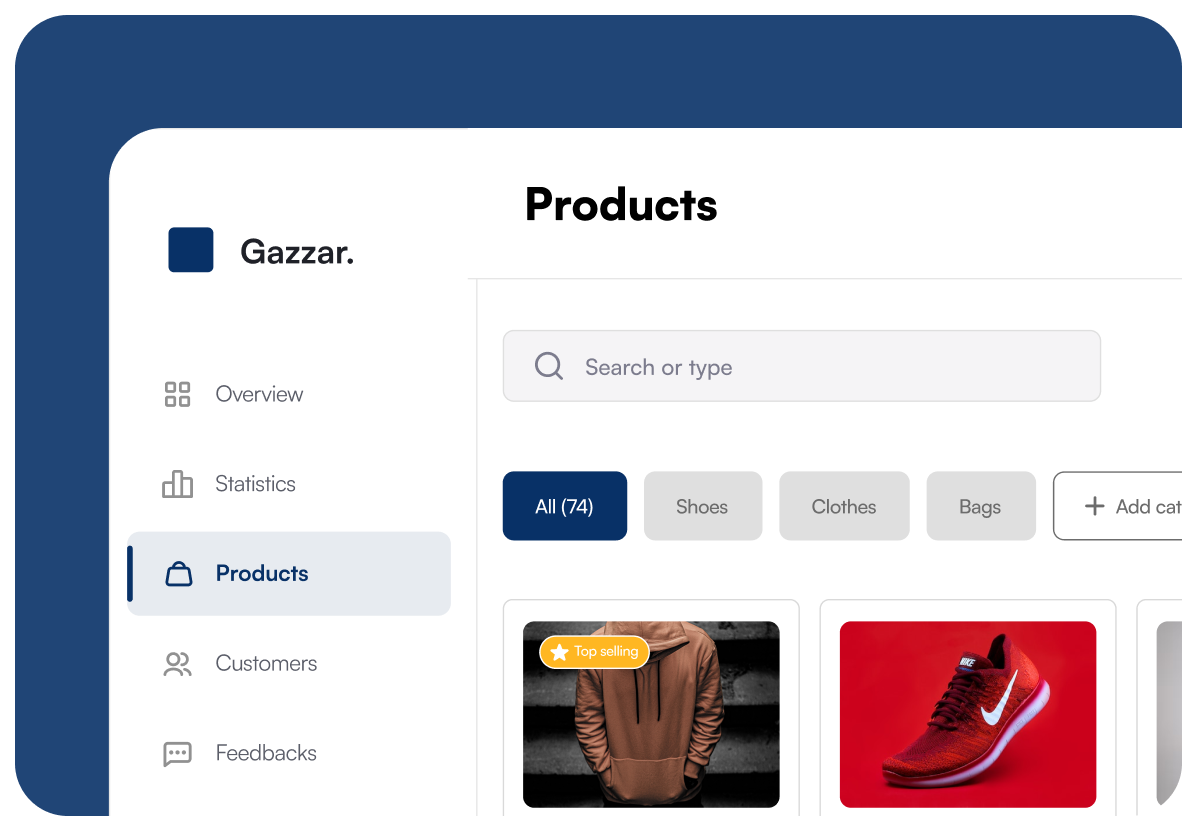 Products
Gazzar.
Search or type
Overview
Statistics
Products
Customers
Feedbacks
All (74)
Shoes
Clothes
Bags
Add cat
Top selling
NIKE